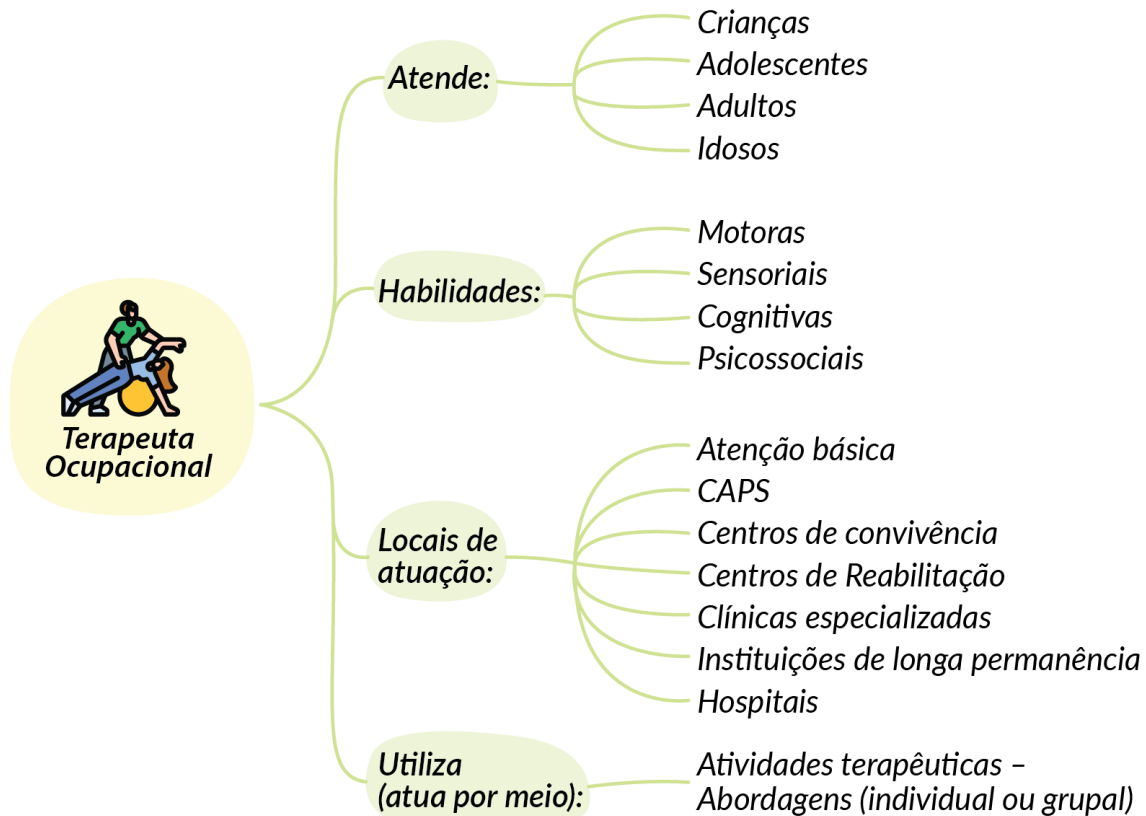 Terapeuta
Ocupacional
Atende:
Crianças
Adolescentes
Adultos
Idosos
Habilidades:
Motoras
Sensoriais
Cognitivas
Psicossociais
Locais de
atuação:
Atenção básica
CAPS
Centros de convivência
Centros de Reabilitação
Clínicas especializadas
Instituições de longa permanência
Hospitais
Utiliza
(atua por meio):
Atividades terapêuticas –
Abordagens (individual ou grupal)